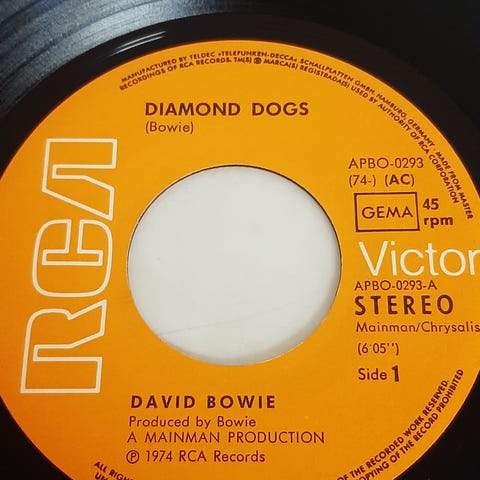 MANUFACTURED BY TELDEC »TELEFUNKEN-DECCA« SCHALLPLATTEN GMBH, HAMBURG, GERMANY · MADE FROM MASTER
RECORDINGS OF RCA RECORDS. TM(S) ® MARCA(S) REGISTRADA(S) USED BY AUTHORITY OF RCA CORPORATION
DIAMOND DOGS
(Bowie)
RCA
APBO-0293
(74-) (AC)
GEMA
45
rpm
Victor
APBO-0293-A
STEREO
Mainman/Chrysalis
(6'05'')
Side 1
DAVID BOWIE
Produced by Bowie
A MAINMAN PRODUCTION
℗ 1974 RCA Records
ALL
RECORDED WORK RESERVED.
OF THE RECORD PROHIBITED